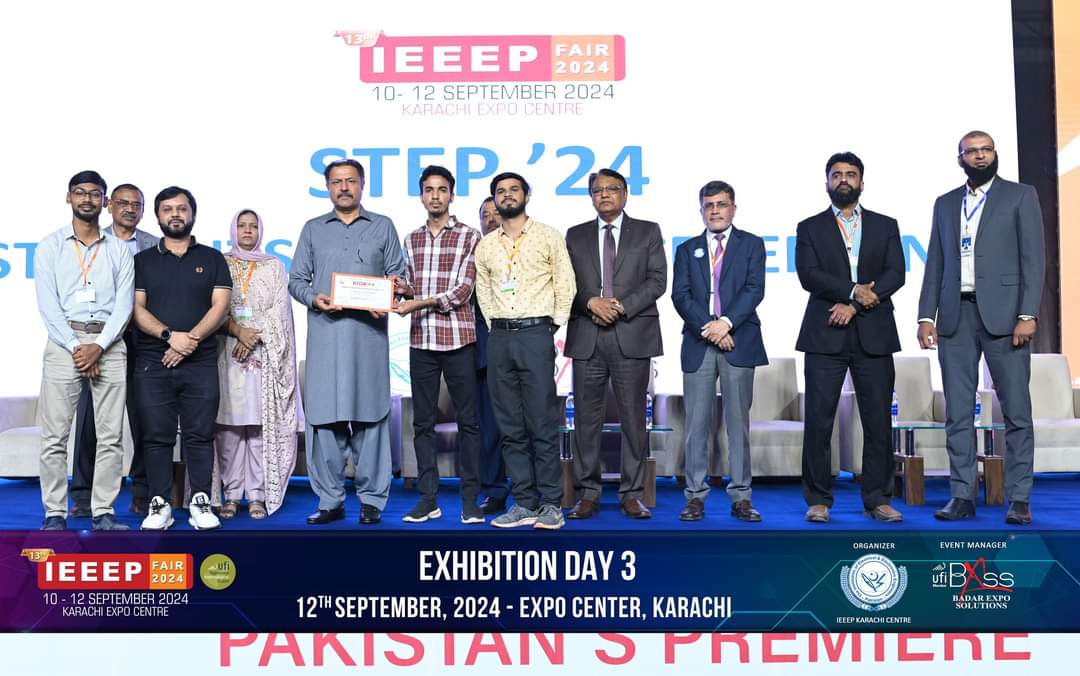 13th
IEEEP FAIR 2024
10- 12 SEPTEMBER 2024
KARACHI EXPO CENTRE
STEP '24
13th
IEEEP FAIR 2024
10 - 12 SEPTEMBER 2024
KARACHI EXPO CENTRE
ufi
EXHIBITION DAY 3
12TH SEPTEMBER, 2024 - EXPO CENTER, KARACHI
ORGANIZER
IEEEP KARACHI CENTRE
EVENT MANAGER
ufi Member
BXSS
BADAR EXPO
SOLUTIONS
PAKISTAN'S PREMIERE